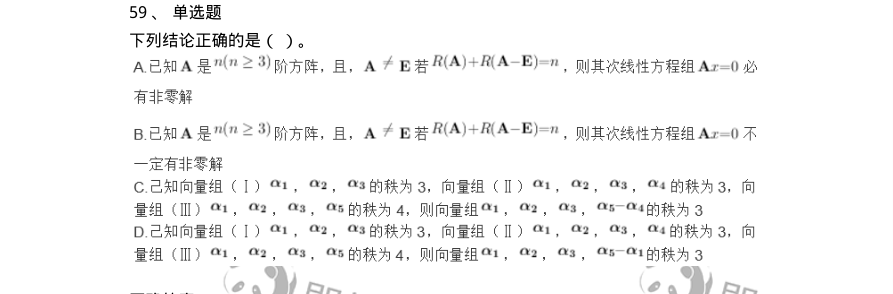 59 、 单选题
下列结论正确的是（ ）。
A.已知 A 是 n(n ≥ 3) 阶方阵，且，A ≠ E 若 R(A)+R(A−E)=n ，则其次线性方程组 Ax=0 必
有非零解
B.已知 A 是 n(n ≥ 3) 阶方阵，且，A ≠ E 若 R(A)+R(A−E)=n ，则其次线性方程组 Ax=0 不
一定有非零解
C.己知向量组（Ⅰ）α1 ，α2 ，α3 的秩为 3，向量组（Ⅱ）α1 ，α2 ，α3 ，α4 的秩为 3，向
量组（Ⅲ）α1 ，α2 ，α3 ，α5 的秩为 4，则向量组 α1 ，α2 ，α3 ，α5−α4 的秩为 3
D.己知向量组（Ⅰ）α1 ，α2 ，α3 的秩为 3，向量组（Ⅱ）α1 ，α2 ，α3 ，α4 的秩为 3，向
量组（Ⅲ）α1 ，α2 ，α3 ，α5 的秩为 4，则向量组 α1 ，α2 ，α3 ，α5−α1 的秩为 3